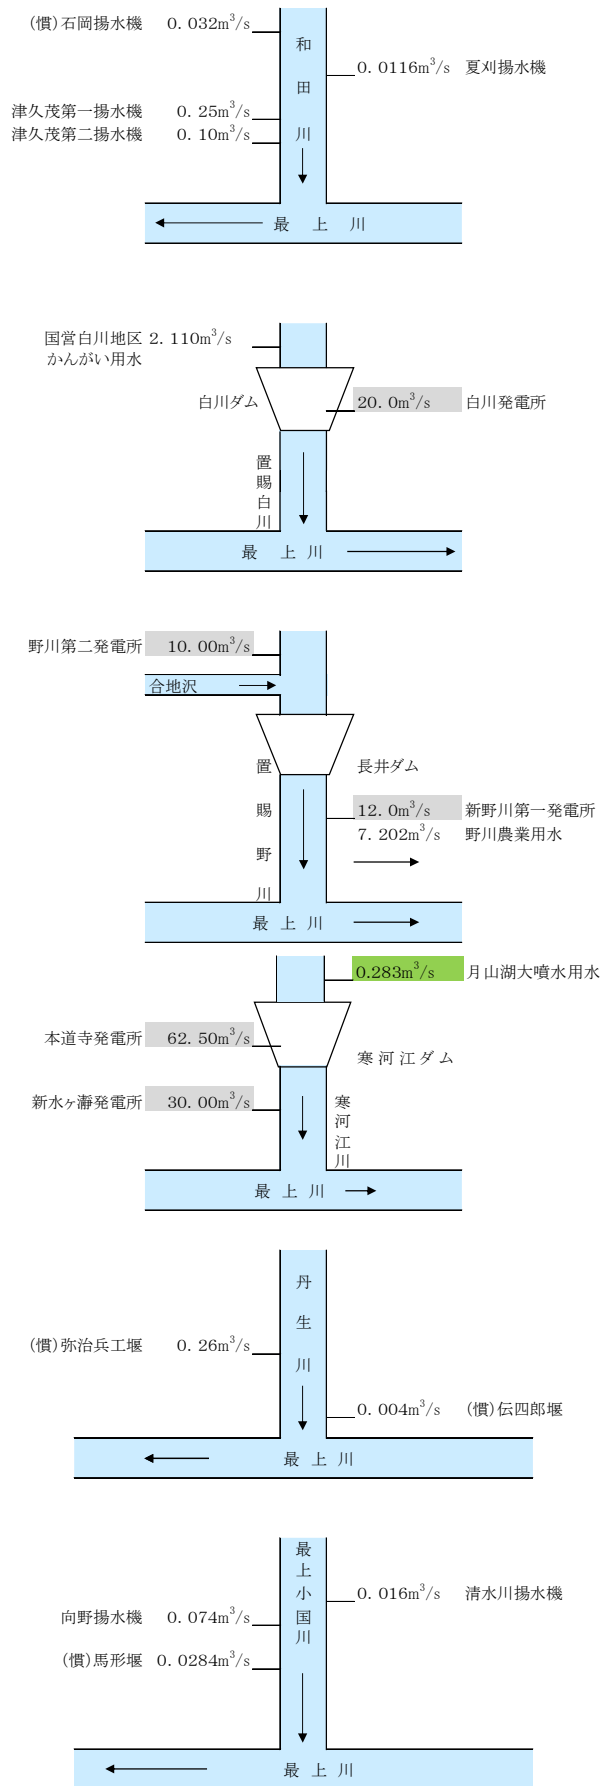 (慣)石岡揚水機 0.032m³/s
和田川
0.0116m³/s 夏刈揚水機
津久茂第一揚水機 0.25m³/s
津久茂第二揚水機 0.10m³/s
最上川
国営白川地区 2.110m³/s
かんがい用水
白川ダム
20.0m³/s 白川発電所
置賜白川
最上川
野川第二発電所 10.00m³/s
合地沢
長井ダム
置賜野川
12.0m³/s 新野川第一発電所
7.202m³/s 野川農業用水
最上川
0.283m³/s 月山湖大噴水用水
本道寺発電所 62.50m³/s
寒河江ダム
新水ヶ瀞発電所 30.00m³/s
寒河江川
最上川
丹生川
(慣)弥治兵工堰 0.26m³/s
0.004m³/s (慣)伝四郎堰
最上川
最上小国川
0.016m³/s 清水川揚水機
向野揚水機 0.074m³/s
(慣)馬形堰 0.0284m³/s
最上川